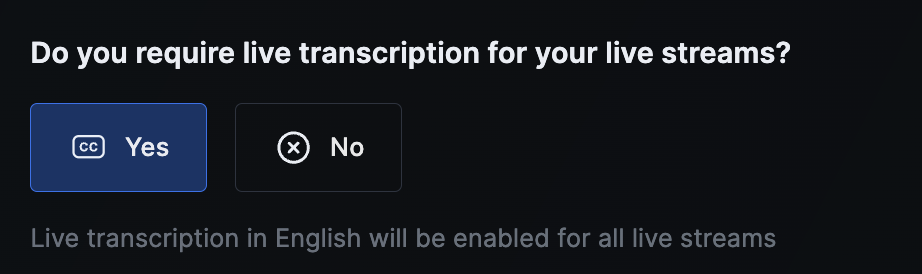 Do you require live transcription for your live streams?
CC Yes
No
Live transcription in English will be enabled for all live streams